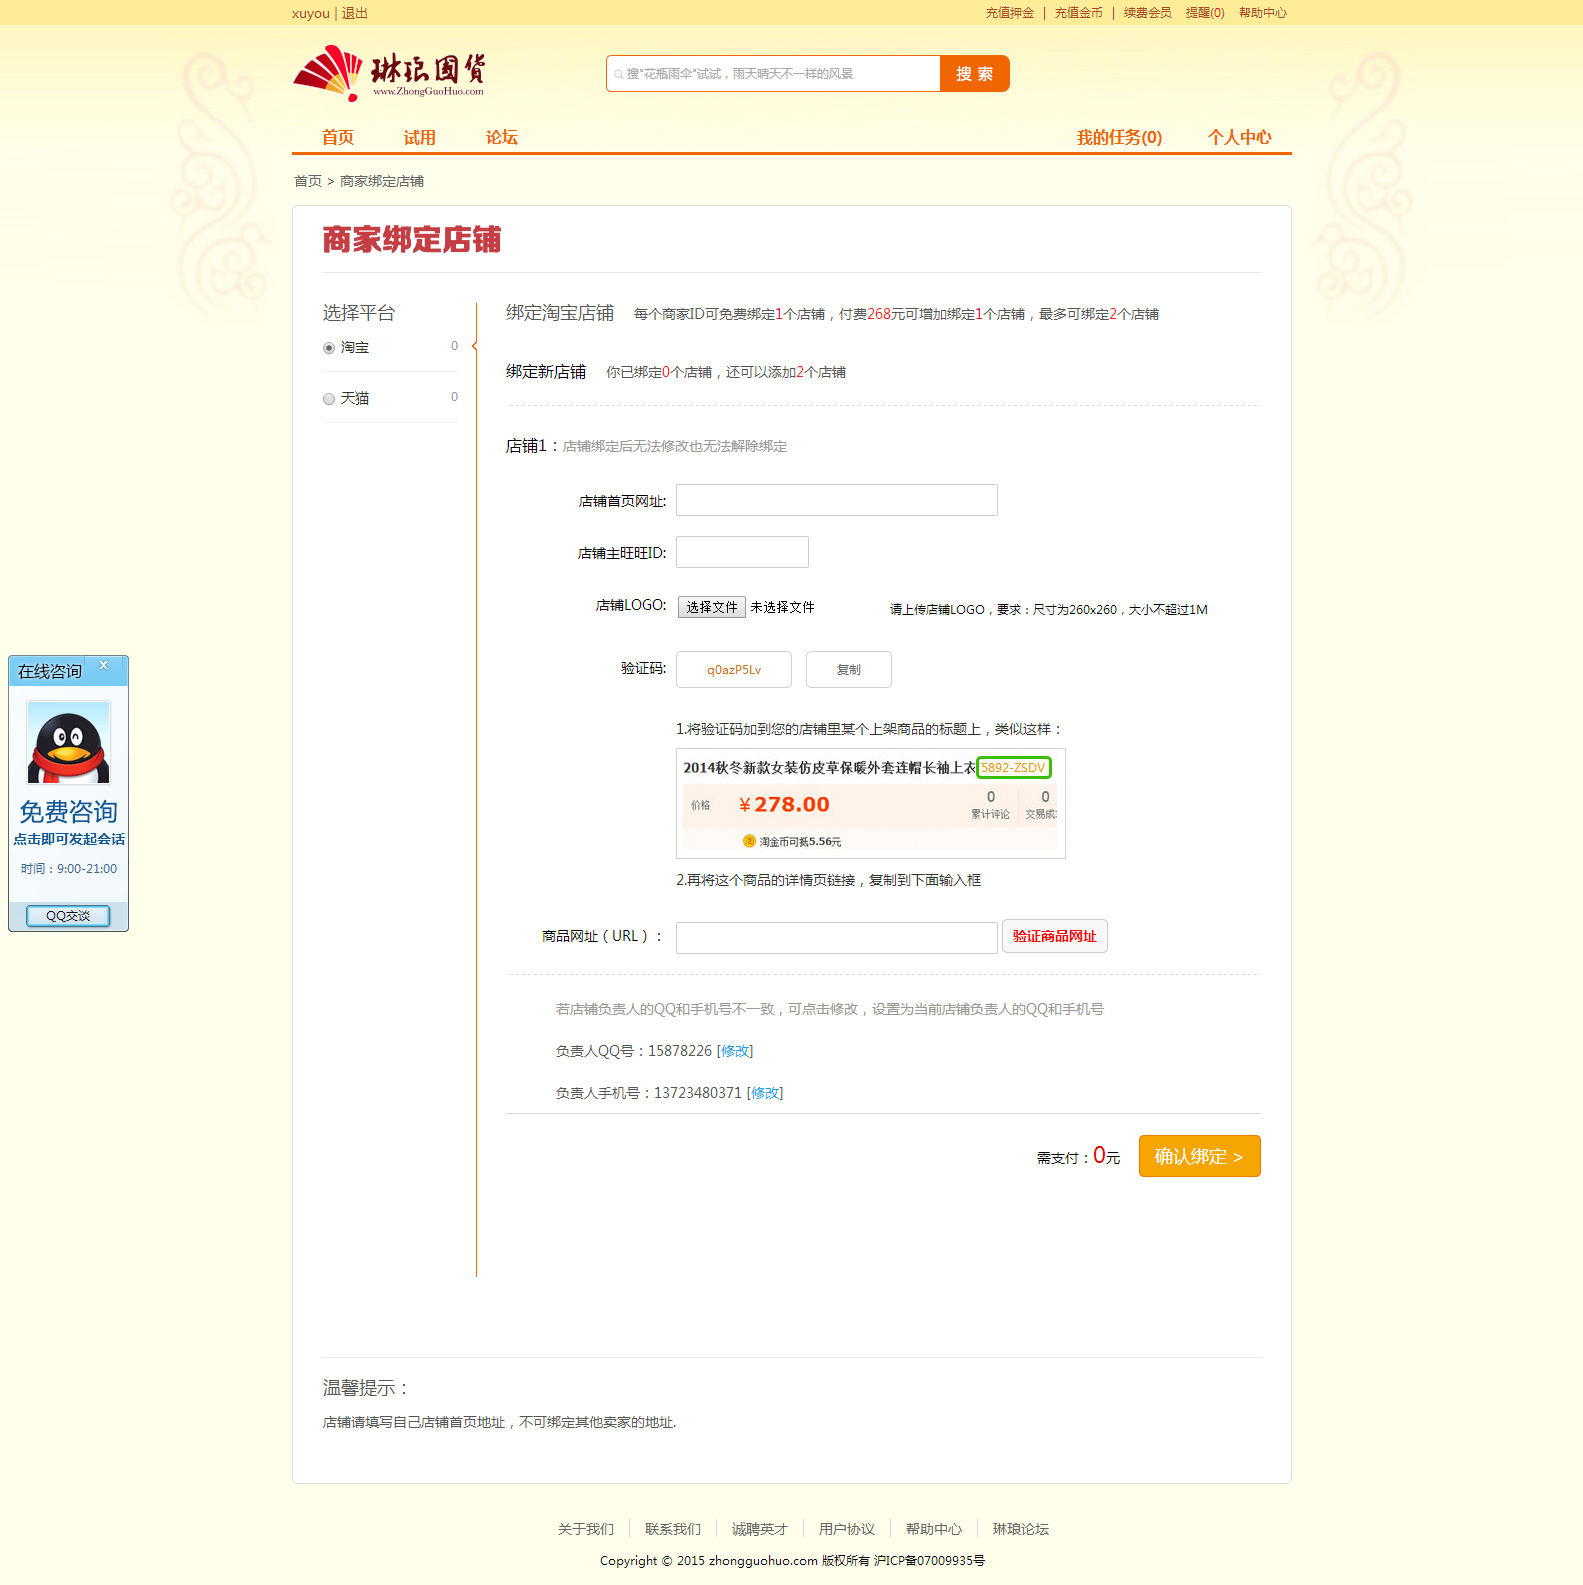 xuyou | 退出
充值押金 | 充值金币 | 续费会员 提醒(0) 帮助中心
琳琅国货
www.ZhongGuoHuo.com
搜"花瓶雨伞"试试，雨天晴天不一样的风景
搜 索
首页 试用 论坛 我的任务(0) 个人中心
首页 > 商家绑定店铺
商家绑定店铺
选择平台
淘宝 0
天猫 0
绑定淘宝店铺 每个商家ID可免费绑定1个店铺，付费268元可增加绑定1个店铺，最多可绑定2个店铺
绑定新店铺 你已绑定0个店铺，还可以添加2个店铺
店铺1：店铺绑定后无法修改也无法解除绑定
店铺首页网址:
店铺主旺旺ID:
店铺LOGO: 选择文件 未选择文件 请上传店铺LOGO，要求：尺寸为260x260，大小不超过1M
验证码: q0azP5Lv 复制
1.将验证码加到您的店铺里某个上架商品的标题上，类似这样：
2014秋冬新款女装仿皮草保暖外套连帽长袖上衣 5892-ZSDV
价格 ¥278.00 0 0
累计评论 交易成
淘金币可抵5.56元
2.再将这个商品的详情页链接，复制到下面输入框
商品网址（URL）： 验证商品网址
若店铺负责人的QQ和手机号不一致，可点击修改，设置为当前店铺负责人的QQ和手机号
负责人QQ号：15878226 [修改]
负责人手机号：13723480371 [修改]
需支付：0元 确认绑定 >
温馨提示：
店铺请填写自己店铺首页地址，不可绑定其他卖家的地址.
在线咨询 x
免费咨询
点击即可发起会话
时间：9:00-21:00
QQ交谈
关于我们 联系我们 诚聘英才 用户协议 帮助中心 琳琅论坛
Copyright © 2015 zhongguohuo.com 版权所有 沪ICP备07009935号